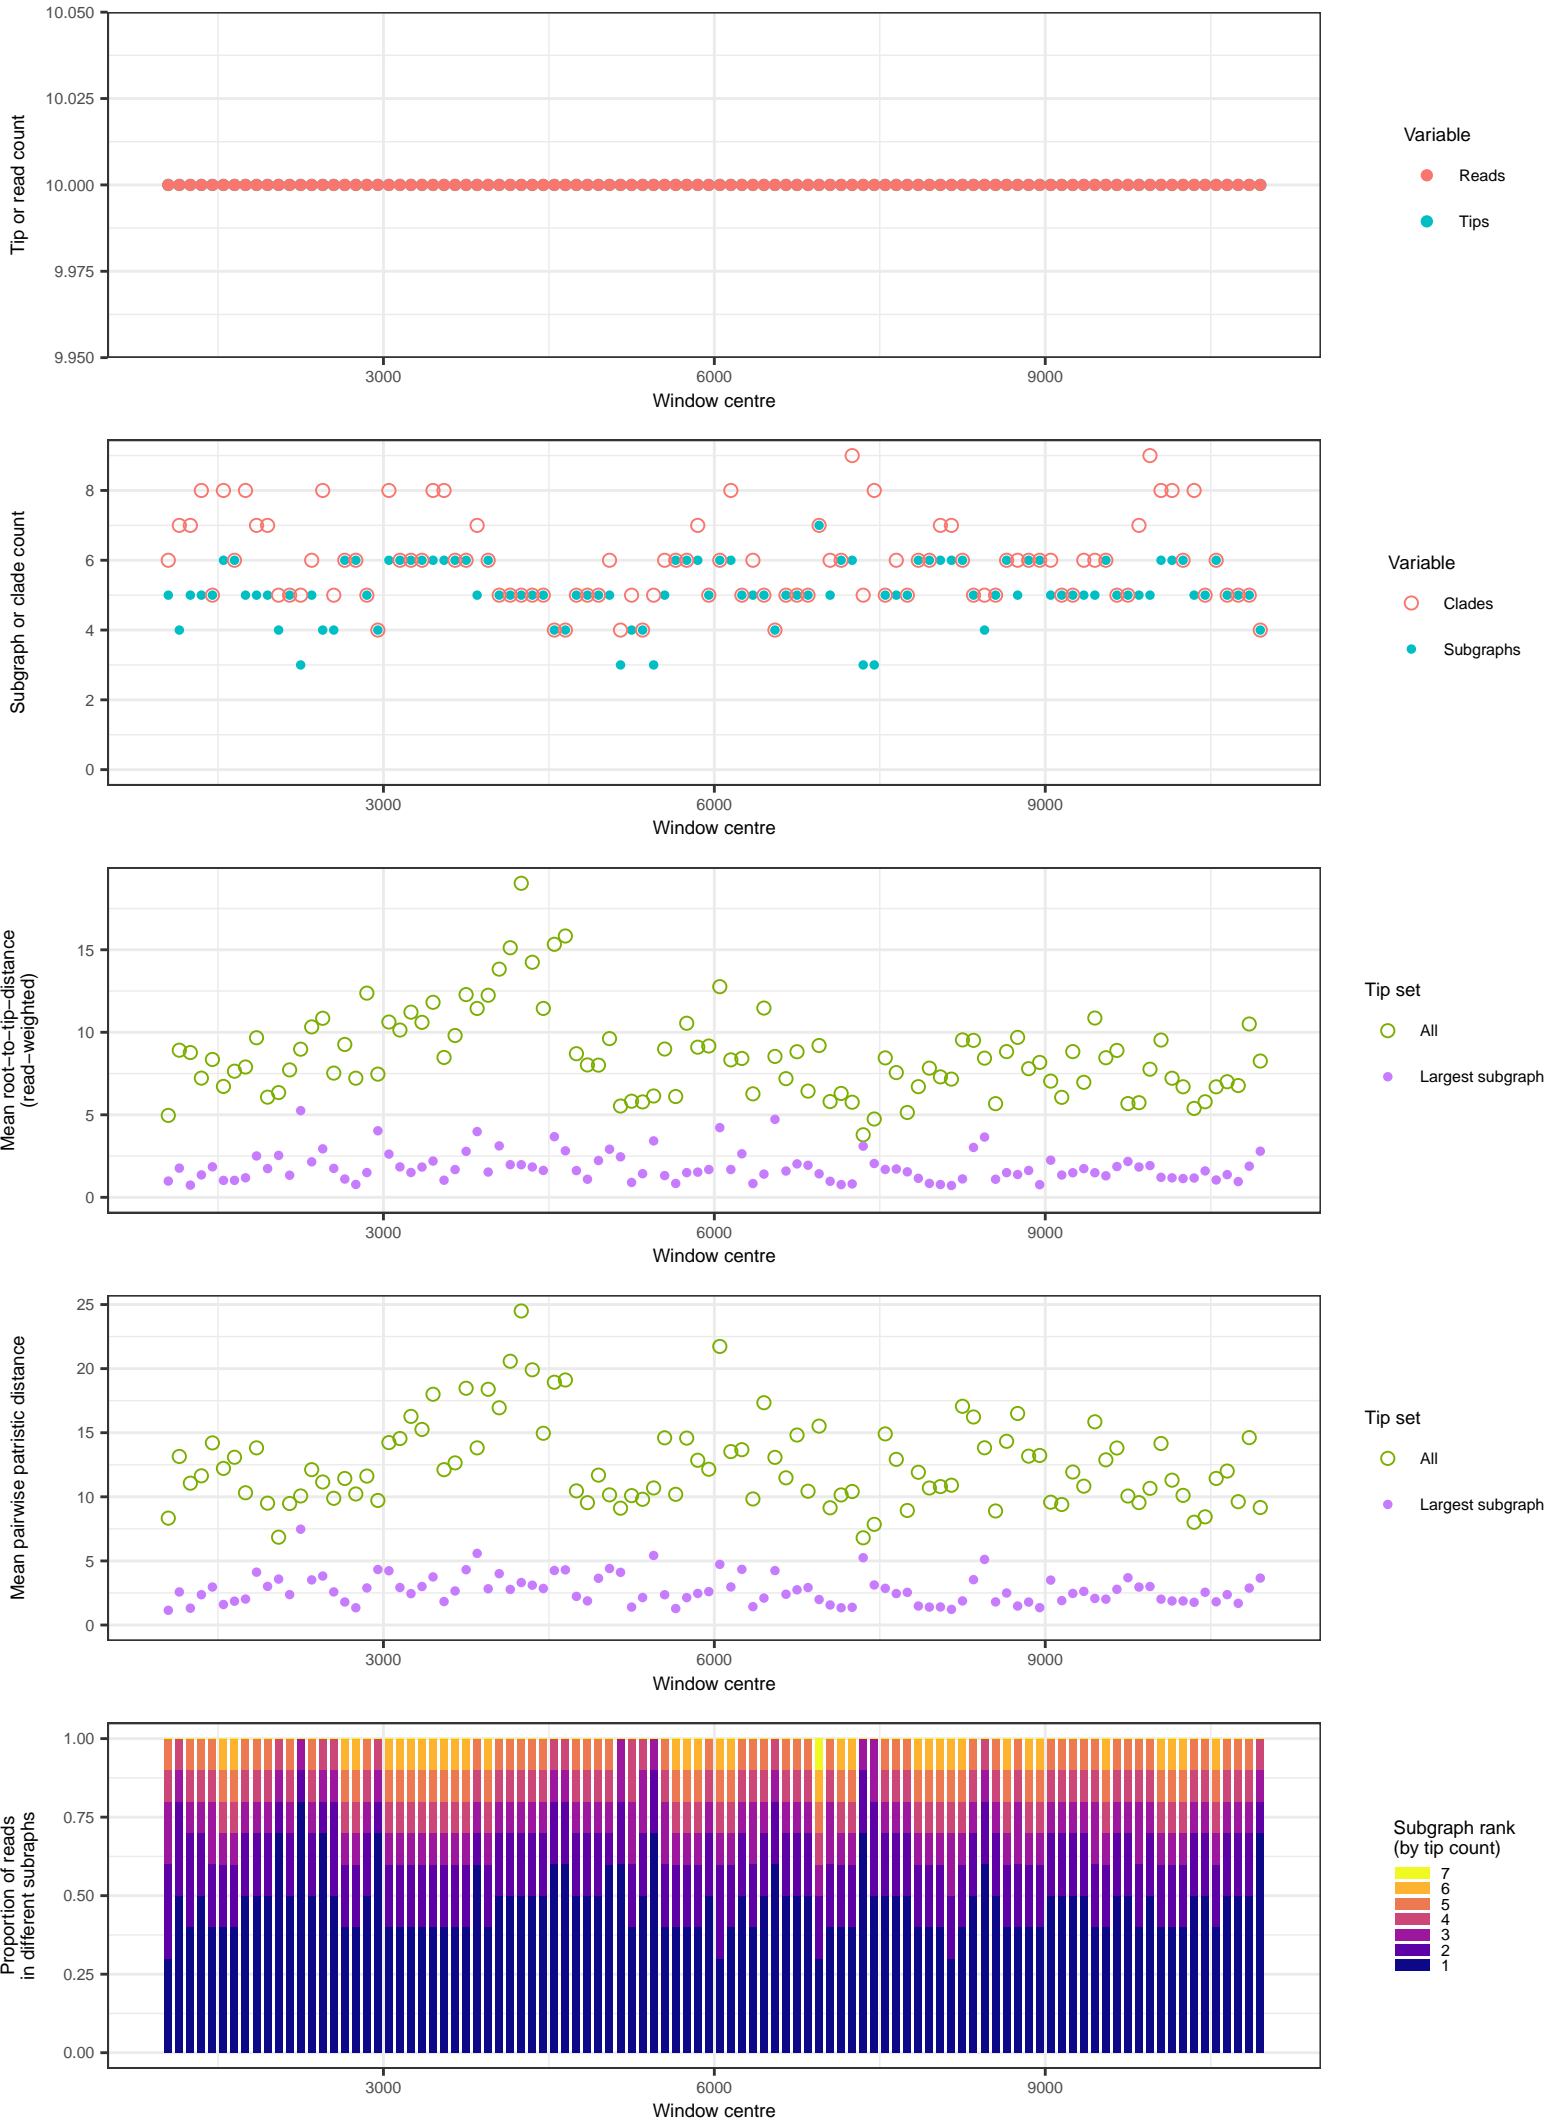 10.050
10.025
10.000
9.975
9.950
Tip or read count
3000 6000 9000
Window centre
Variable
Reads
Tips
8
6
4
2
0
Subgraph or clade count
3000 6000 9000
Window centre
Variable
Clades
Subgraphs
15
10
5
0
Mean root−to−tip−distance
(read−weighted)
3000 6000 9000
Window centre
Tip set
All
Largest subgraph
25
20
15
10
5
0
Mean pairwise patristic distance
3000 6000 9000
Window centre
Tip set
All
Largest subgraph
1.00
0.75
0.50
0.25
0.00
Proportion of reads
in different subraphs
3000 6000 9000
Window centre
Subgraph rank
(by tip count)
7
6
5
4
3
2
1